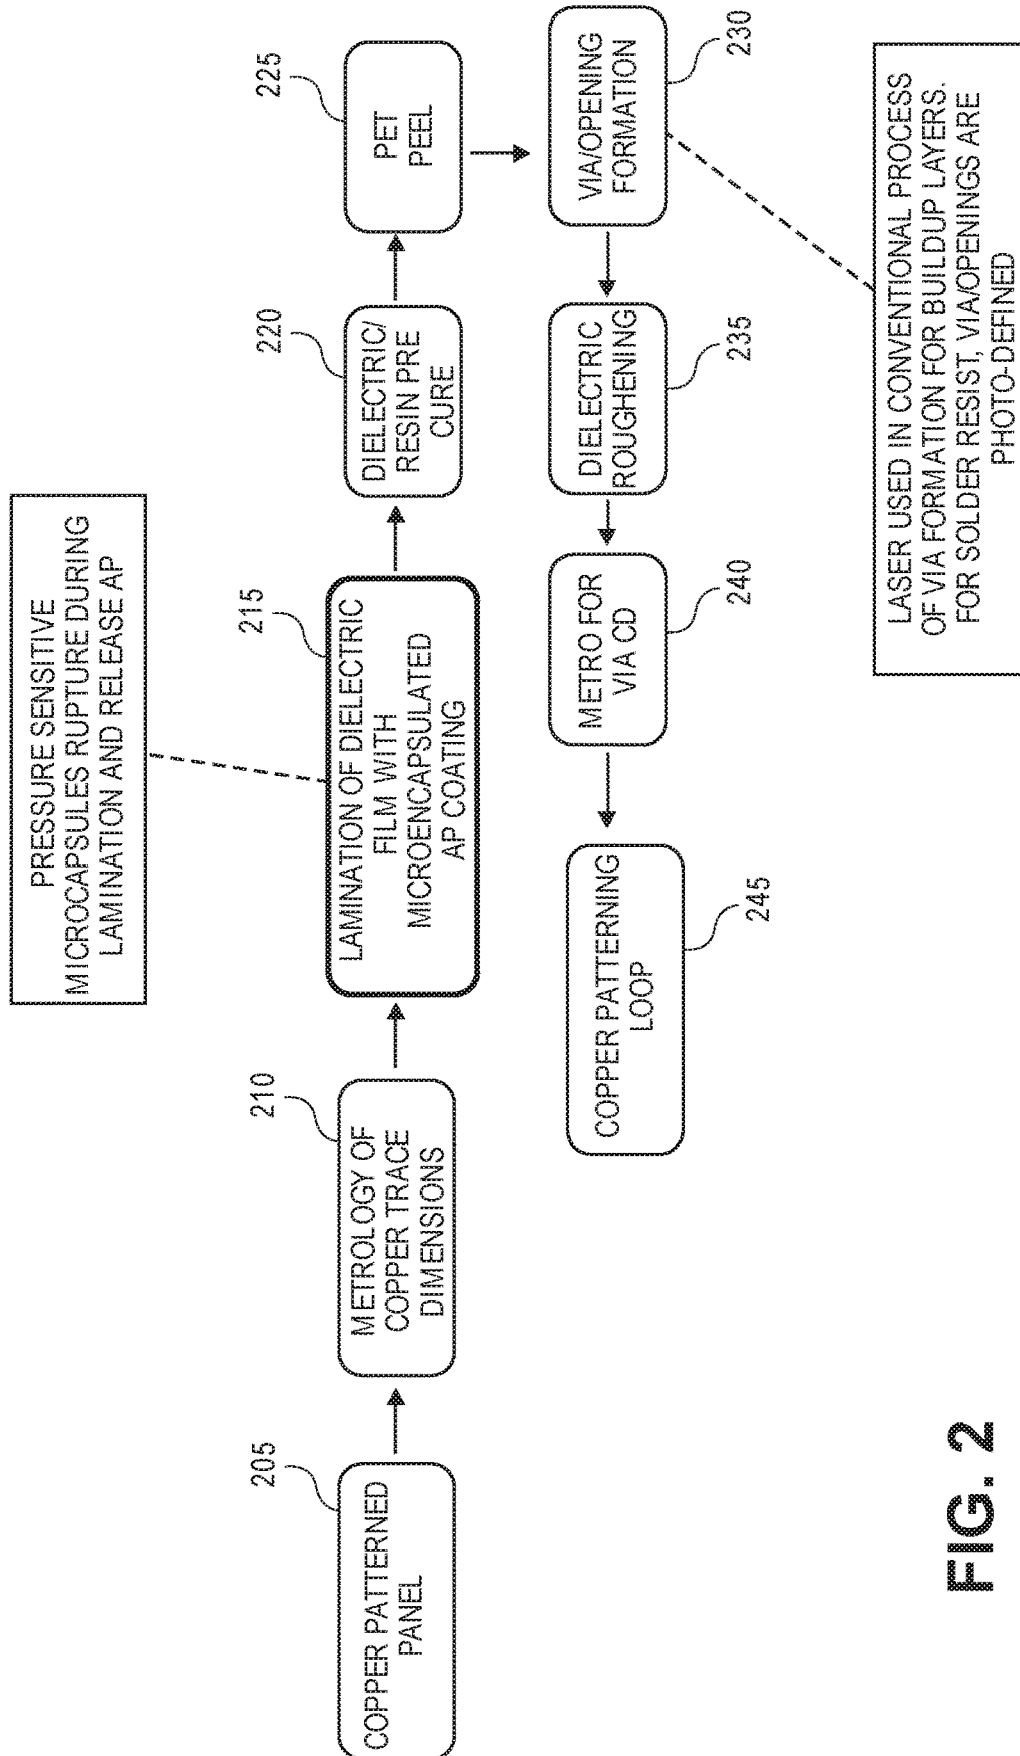 PRESSURE SENSITIVE
MICROCAPSULES RUPTURE DURING
LAMINATION AND RELEASE AP
205
COPPER PATTERNED
PANEL
210
METROLOGY OF
COPPER TRACE
DIMENSIONS
215
LAMINATION OF DIELECTRIC
FILM WITH
MICROENCAPSULATED
AP COATING
220
DIELECTRIC/
RESIN PRE
CURE
225
PET
PEEL
VIA/OPENING
FORMATION
230
DIELECTRIC
ROUGHENING
235
METRO FOR
VIA CD
240
COPPER PATTERNING
LOOP
245
LASER USED IN CONVENTIONAL PROCESS
OF VIA FORMATION FOR BUILDUP LAYERS.
FOR SOLDER RESIST, VIA/OPENINGS ARE
PHOTO-DEFINED
FIG. 2